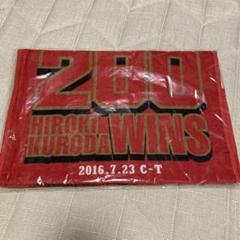 200
HIROKI
KURODA WINS
2016.7.23 C-T